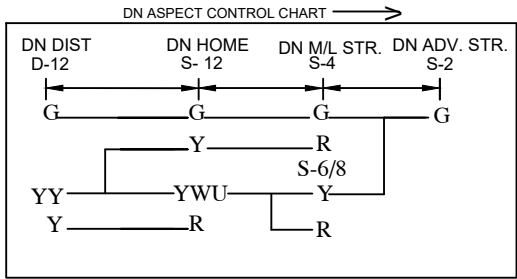 DN ASPECT CONTROL CHART
DN DIST DN HOME DN M/L STR. DN ADV. STR.
D-12 S- 12 S-4 S-2
G G G G
Y R
S-6/8
YY YWU Y
Y R R